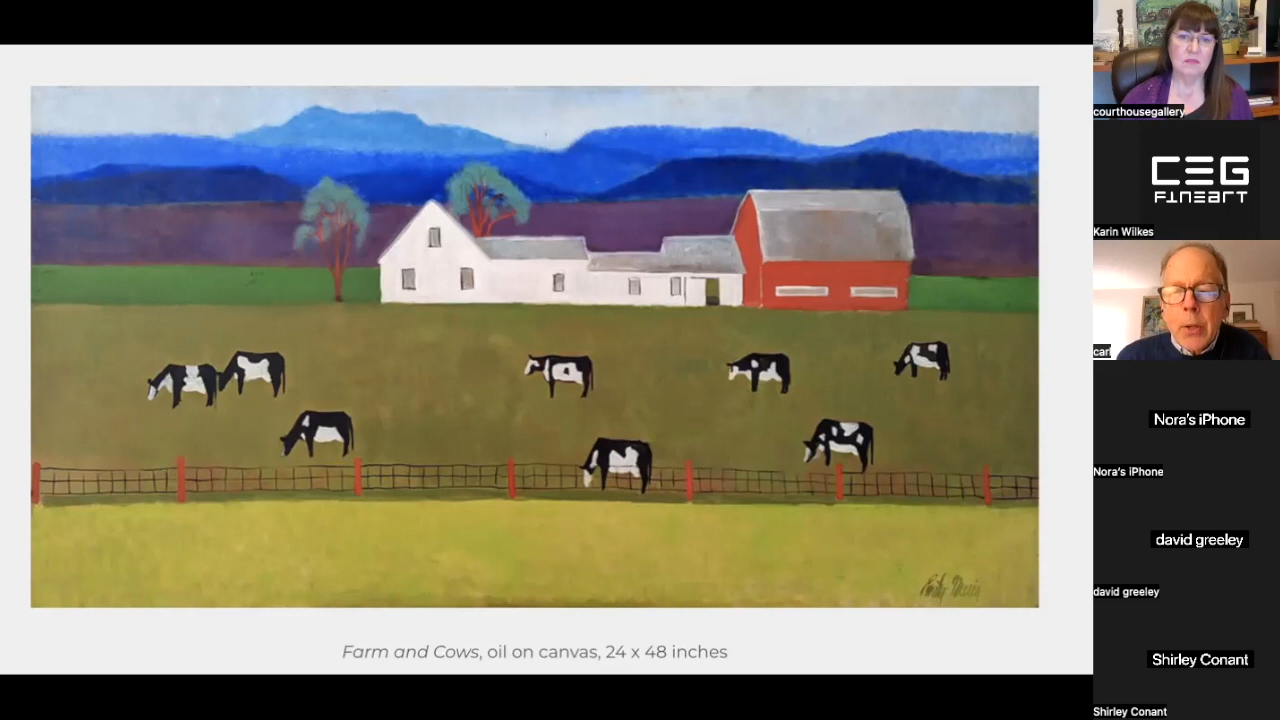 Farm and Cows, oil on canvas, 24 x 48 inches
courthousegallery
CEG
FINEART
Karin Wilkes
carl
Nora's iPhone
Nora's iPhone
david greeley
david greeley
Shirley Conant
Shirley Conant